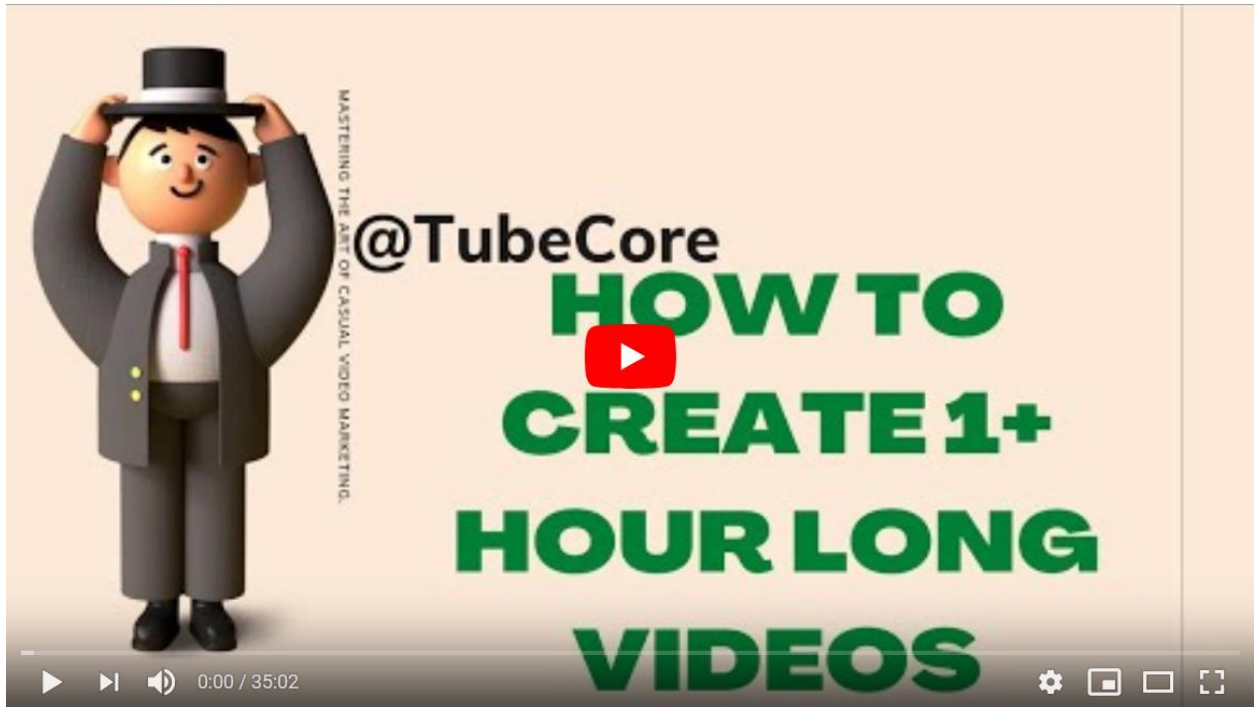 MASTERING THE ART OF CASUAL VIDEO MARKETING.
@TubeCore
HOW TO
CREATE 1+
HOUR LONG
VIDEOS
0:00 / 35:02